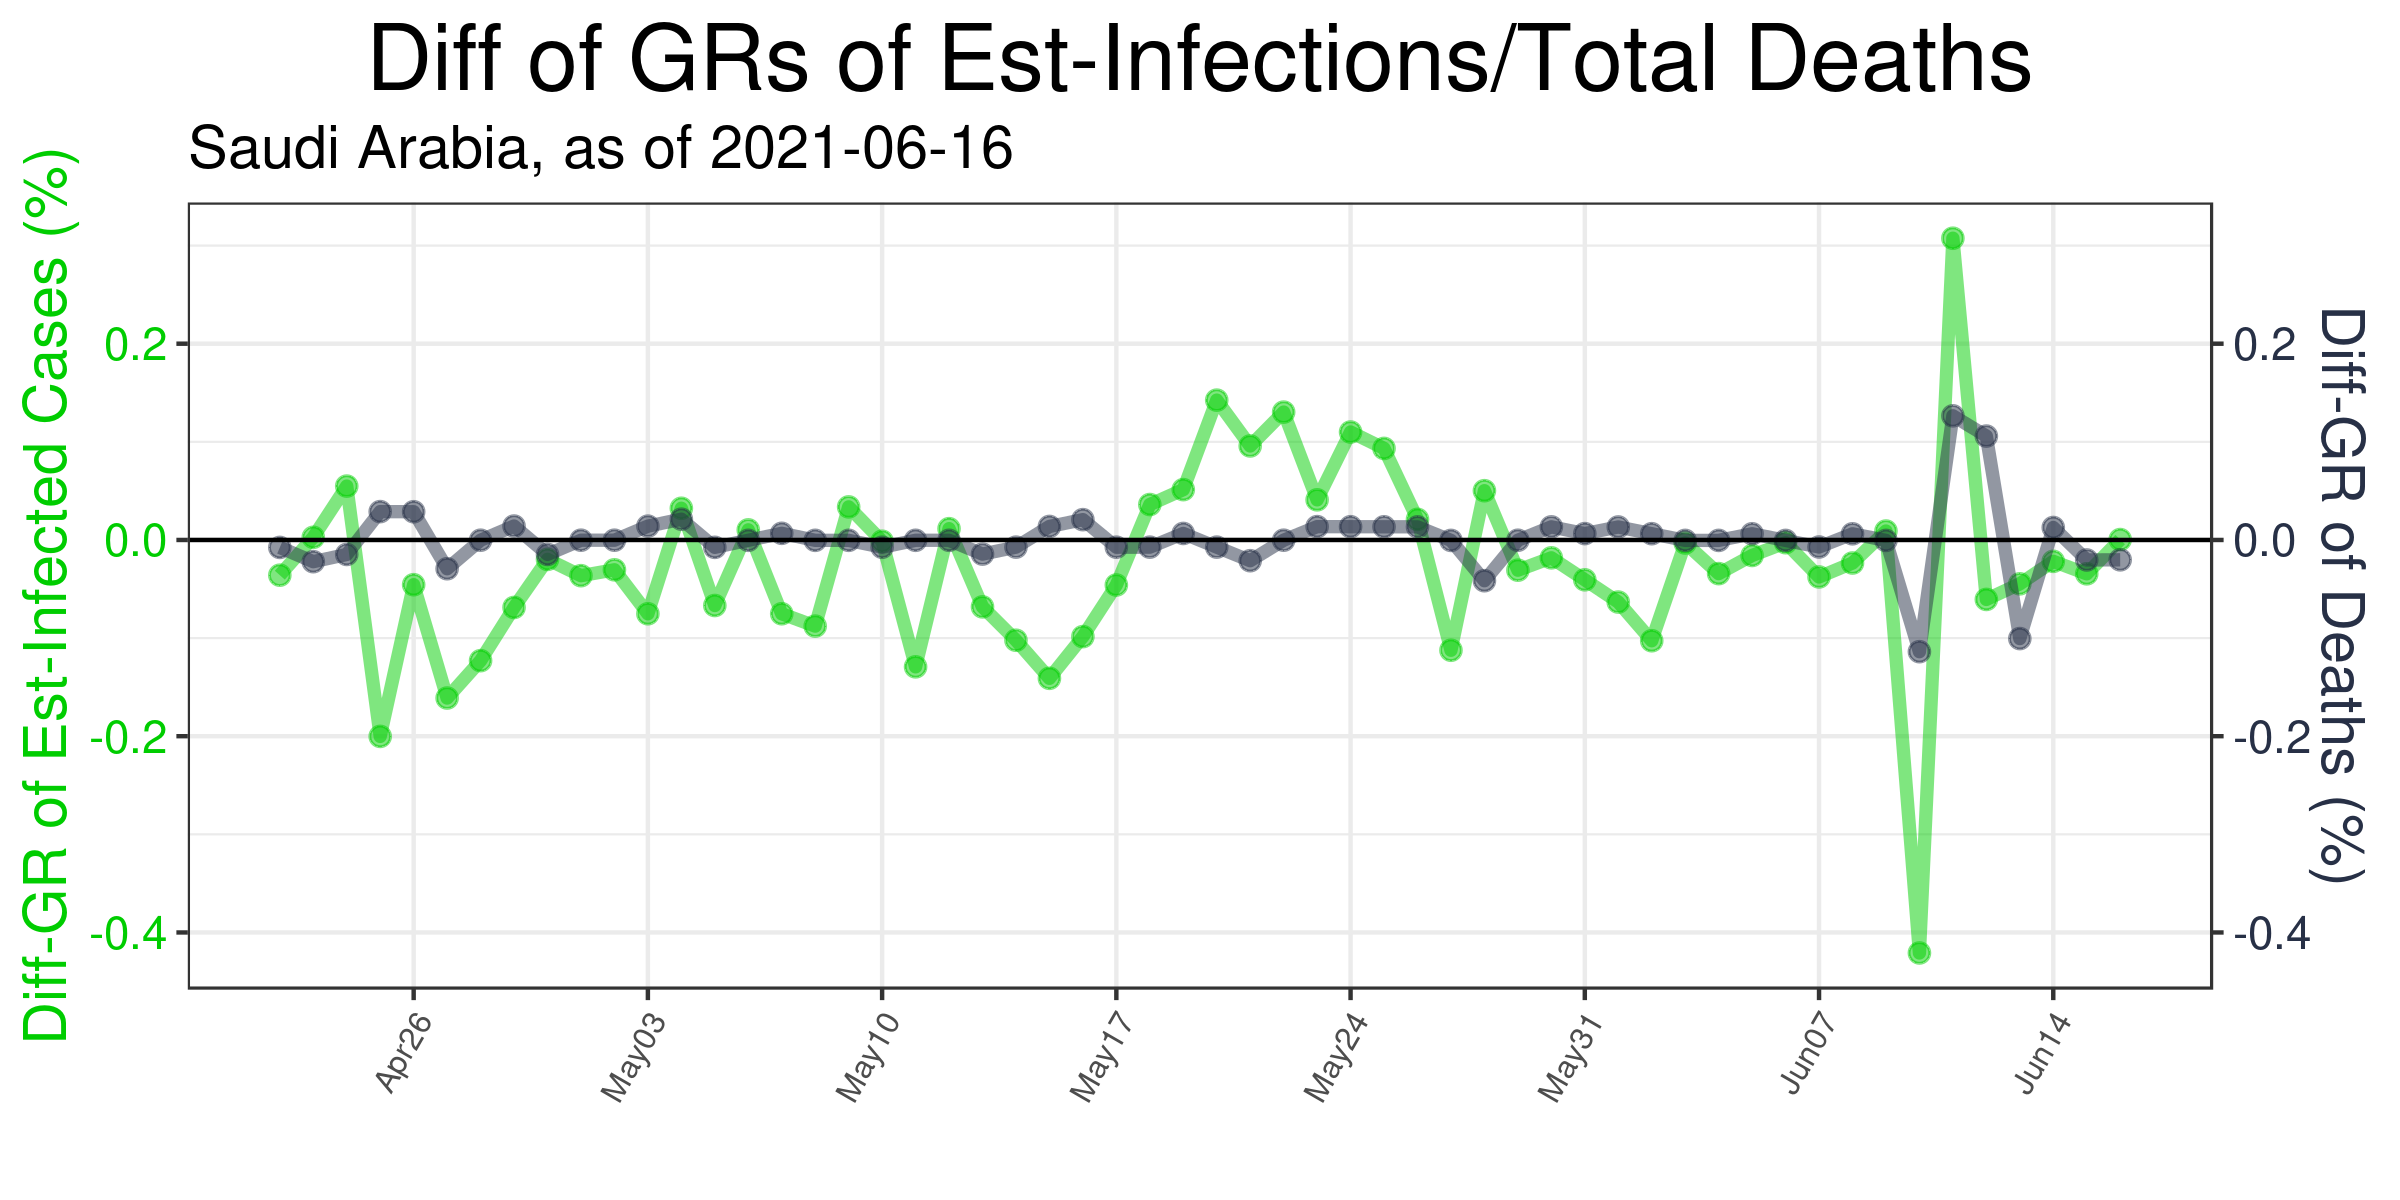 Diff of GRs of Est-Infections/Total Deaths
Saudi Arabia, as of 2021-06-16
Diff-GR of Est-Infected Cases (%)
0.2
0.0
-0.2
-0.4
0.2
0.0
-0.2
-0.4
Diff-GR of Deaths (%)
Apr26
May03
May10
May17
May24
May31
Jun07
Jun14